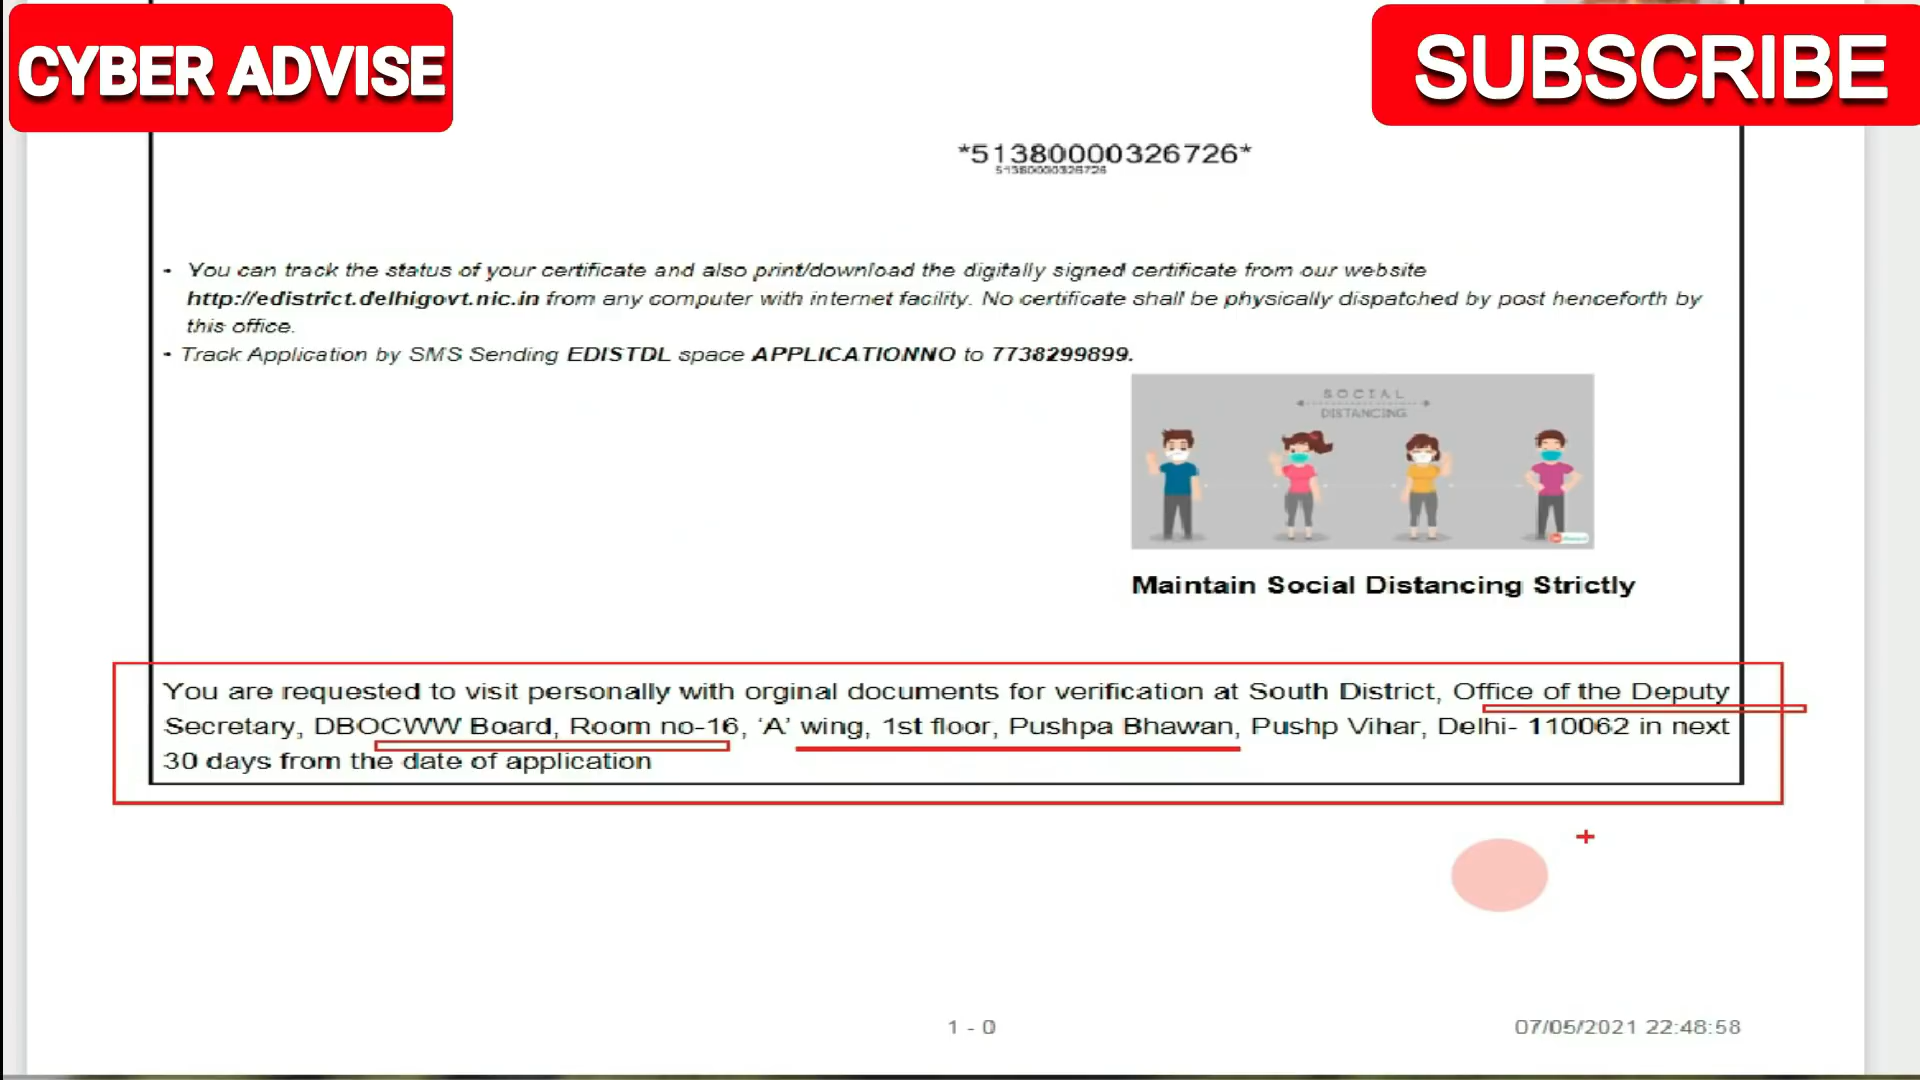 CYBER ADVISE
SUBSCRIBE
*51380000326726*
51380000326726
- You can track the status of your certificate and also print/download the digitally signed certificate from our website
http://edistrict.delhigovt.nic.in from any computer with internet facility. No certificate shall be physically dispatched by post henceforth by
this office.
- Track Application by SMS Sending EDISTDL space APPLICATIONNO to 7738299899.
SOCIAL
DISTANCING
Maintain Social Distancing Strictly
You are requested to visit personally with orginal documents for verification at South District, Office of the Deputy
Secretary, DBOCWW Board, Room no-16, ‘A’ wing, 1st floor, Pushpa Bhawan, Pushp Vihar, Delhi- 110062 in next
30 days from the date of application
1 - 0
07/05/2021 22:48:58